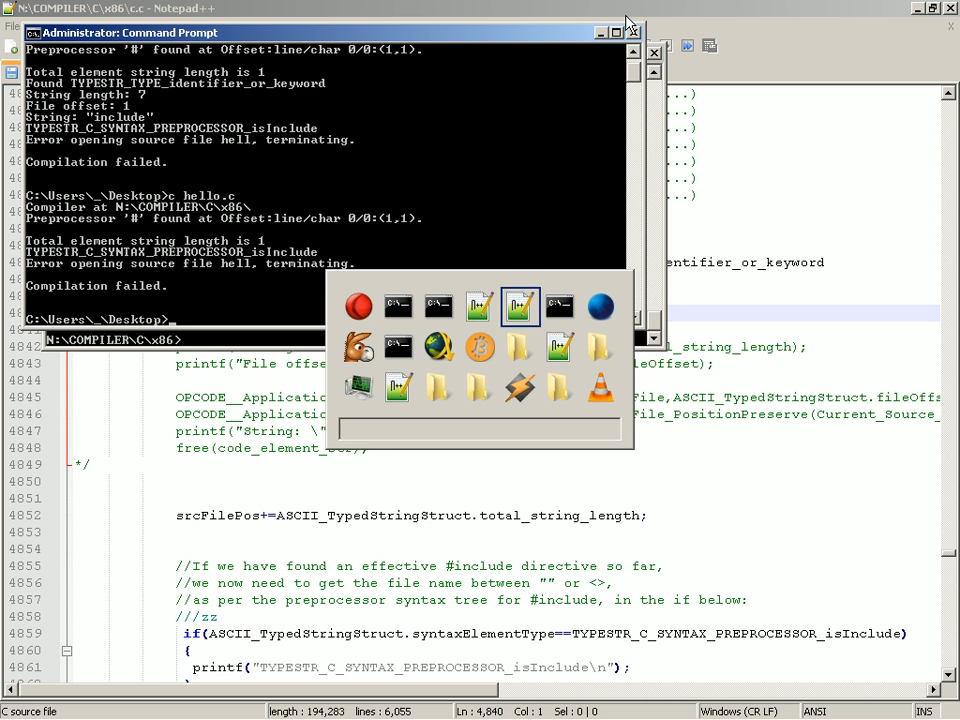 N:\COMPILER\C\x86\c.c - Notepad++
Administrator: Command Prompt
Preprocessor '#' found at Offset:line/char 0/0:(1,1).
Total element string length is 1
Found TYPESTR_TYPE_identifier_or_keyword
String length: 7
File offset: 1
String: "include"
TYPESTR_C_SYNTAX_PREPROCESSOR_isInclude
Error opening source file hell, terminating.
Compilation failed.
C:\Users\_\Desktop>c hello.c
Compiler at N:\COMPILER\C\x86\
Preprocessor '#' found at Offset:line/char 0/0:(1,1).
Total element string length is 1
TYPESTR_C_SYNTAX_PREPROCESSOR_isInclude
Error opening source file hell, terminating.
Compilation failed.
C:\Users\_\Desktop>_
N:\COMPILER\C\x86>
...)
...)
...)
...)
...)
...)
...)
entifier_or_keyword
4842 l_string_length);
4843 printf("File offse leOffset);
4844
4845 OPCODE__Applicatio File,ASCII_TypedStringStruct.fileOffs
4846 OPCODE__Applicatio File_PositionPreserve(Current_Source_
4847 printf("String: \"
4848 free(code_element_
4849 */
4850
4851
4852 srcFilePos+=ASCII_TypedStringStruct.total_string_length;
4853
4854
4855 //If we have found an effective #include directive so far,
4856 //we now need to get the file name between "" or <>,
4857 //as per the preprocessor syntax tree for #include, in the if below:
4858 ///zz
4859 if(ASCII_TypedStringStruct.syntaxElementType==TYPESTR_C_SYNTAX_PREPROCESSOR_isInclude)
4860 {
4861 printf("TYPESTR_C_SYNTAX_PREPROCESSOR_isInclude\n");
C source file length : 194,283 lines : 6,055 Ln : 4,840 Col : 1 Sel : 0 | 0 Windows (CR LF) ANSI INS